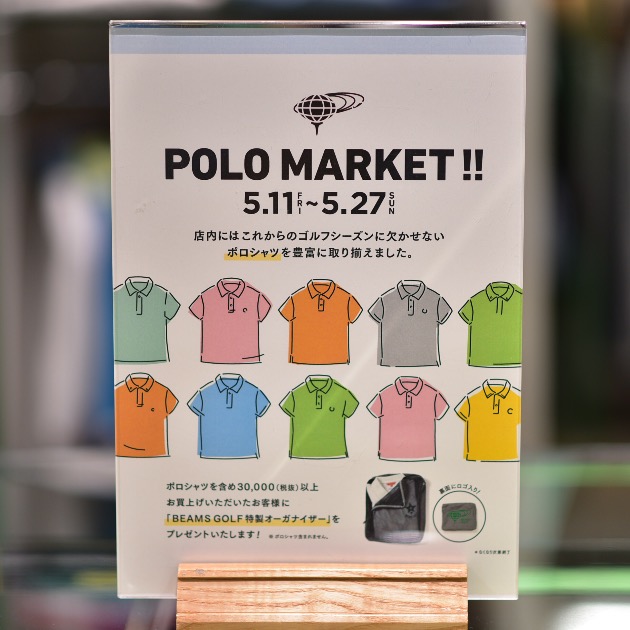 POLO MARKET !!
5.11 FRI ~ 5.27 SUN
店内にはこれからのゴルフシーズンに欠かせない
ポロシャツを豊富に取り揃えました。
ポロシャツを含め30,000(税抜)以上
お買上げいただいたお客様に
「BEAMS GOLF 特製オーガナイザー」を
プレゼントいたします! ※ポロシャツ含まれません。
裏面にロゴ入り!